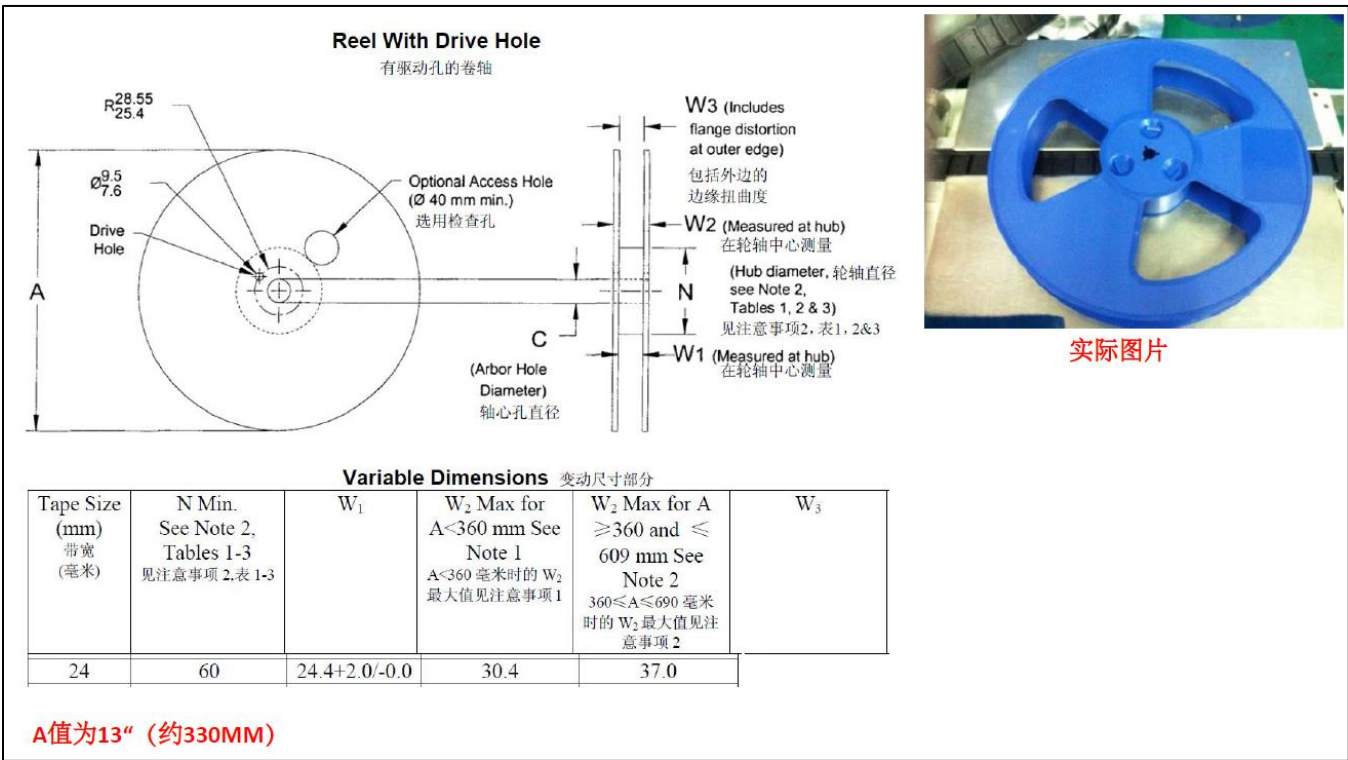 Reel With Drive Hole
有驱动孔的卷轴
R28.55
25.4
Ø9.5
7.6
Drive
Hole
A
Optional Access Hole
(Ø 40 mm min.)
选用检查孔
C
(Arbor Hole
Diameter)
轴心孔直径
W3 (Includes
flange distortion
at outer edge)
包括外边的
边缘扭曲度
W2 (Measured at hub)
在轮轴中心测量
N
(Hub diameter, 轮轴直径
see Note 2,
Tables 1, 2 & 3)
见注意事项2，表1，2&3
W1 (Measured at hub)
在轮轴中心测量
实际图片
Variable Dimensions 变动尺寸部分
Tape Size
(mm)
带宽
(毫米)
N Min.
See Note 2,
Tables 1-3
见注意事项 2,表 1-3
W₁
W₂ Max for
A<360 mm See
Note 1
A<360 毫米时的 W₂
最大值见注意事项1
W₂ Max for A
≥360 and ≤
609 mm See
Note 2
360≤A≤690 毫米
时的 W₂ 最大值见注
意事项 2
W₃
24
60
24.4+2.0/-0.0
30.4
37.0
A值为13“（约330MM）